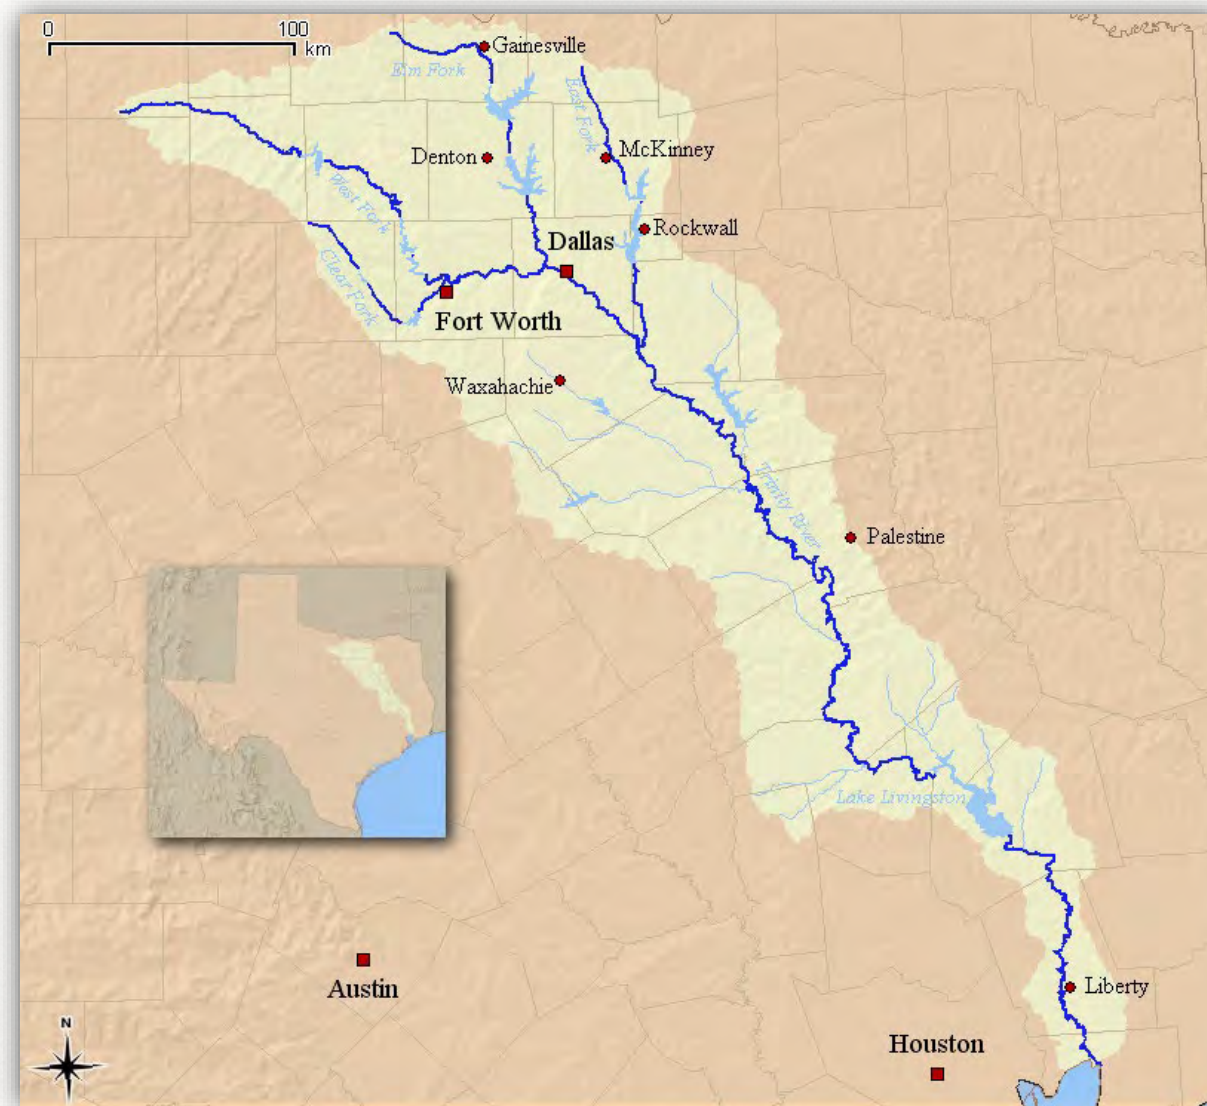 0 100
km
Gainesville
Elm Fork
East Fork
McKinney
Denton
West Fork
Rockwall
Dallas
Clear Fork
Fort Worth
Waxahachie
Trinity River
Palestine
Lake Livingston
Austin
Liberty
N
Houston